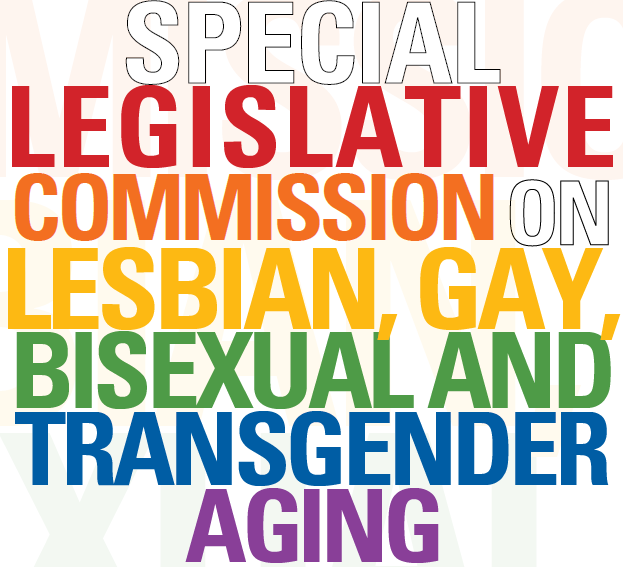 SPECIAL
LEGISLATIVE
COMMISSION ON
LESBIAN, GAY,
BISEXUAL AND
TRANSGENDER
AGING